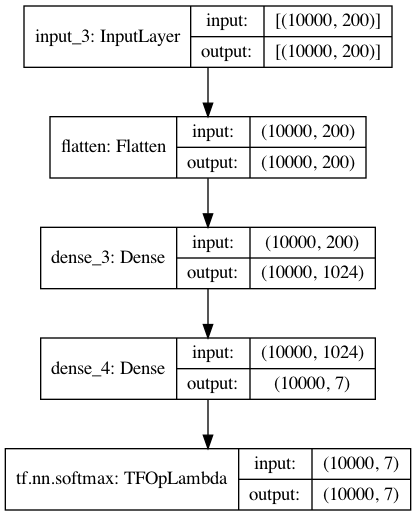 input_3: InputLayer
input:
[(10000, 200)]
output:
[(10000, 200)]
flatten: Flatten
input:
(10000, 200)
output:
(10000, 200)
dense_3: Dense
input:
(10000, 200)
output:
(10000, 1024)
dense_4: Dense
input:
(10000, 1024)
output:
(10000, 7)
tf.nn.softmax: TFOpLambda
input:
(10000, 7)
output:
(10000, 7)